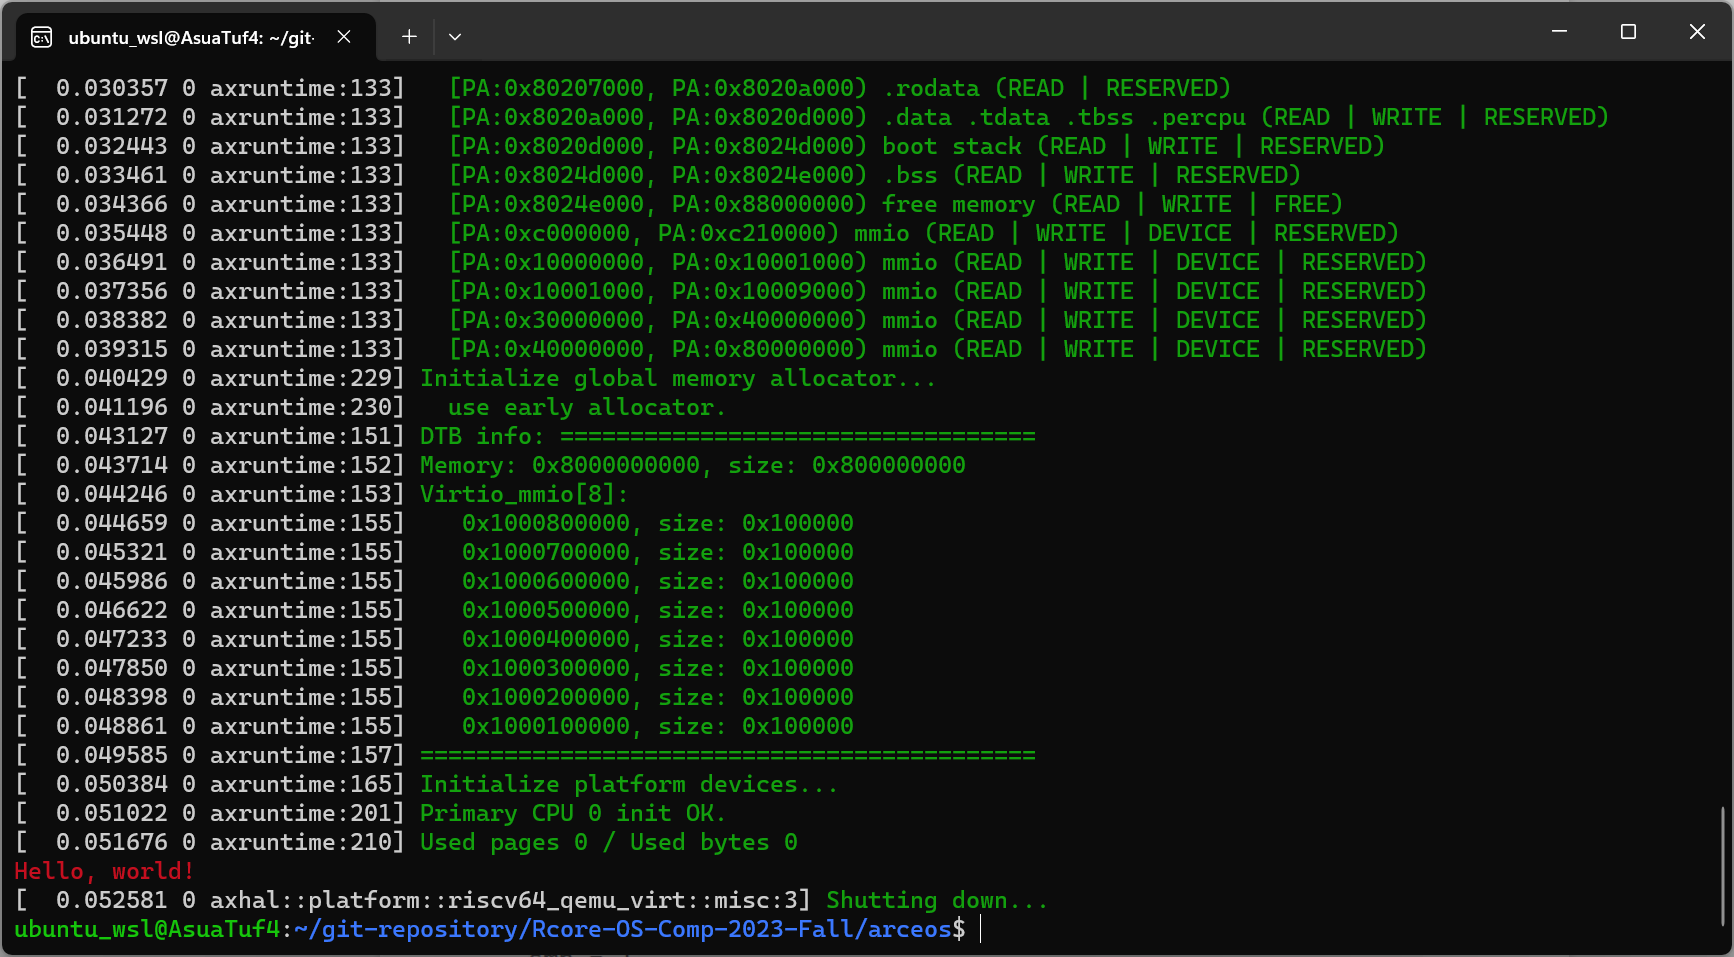 ubuntu_wsl@AsuaTuf4: ~/git-
[  0.030357 0 axruntime:133]   [PA:0x80207000, PA:0x8020a000) .rodata (READ | RESERVED)
[  0.031272 0 axruntime:133]   [PA:0x8020a000, PA:0x8020d000) .data .tdata .tbss .percpu (READ | WRITE | RESERVED)
[  0.032443 0 axruntime:133]   [PA:0x8020d000, PA:0x8024d000) boot stack (READ | WRITE | RESERVED)
[  0.033461 0 axruntime:133]   [PA:0x8024d000, PA:0x8024e000) .bss (READ | WRITE | RESERVED)
[  0.034366 0 axruntime:133]   [PA:0x8024e000, PA:0x88000000) free memory (READ | WRITE | FREE)
[  0.035448 0 axruntime:133]   [PA:0xc000000, PA:0xc210000) mmio (READ | WRITE | DEVICE | RESERVED)
[  0.036491 0 axruntime:133]   [PA:0x10000000, PA:0x10001000) mmio (READ | WRITE | DEVICE | RESERVED)
[  0.037356 0 axruntime:133]   [PA:0x10001000, PA:0x10009000) mmio (READ | WRITE | DEVICE | RESERVED)
[  0.038382 0 axruntime:133]   [PA:0x30000000, PA:0x40000000) mmio (READ | WRITE | DEVICE | RESERVED)
[  0.039315 0 axruntime:133]   [PA:0x40000000, PA:0x80000000) mmio (READ | WRITE | DEVICE | RESERVED)
[  0.040429 0 axruntime:229] Initialize global memory allocator...
[  0.041196 0 axruntime:230]   use early allocator.
[  0.043127 0 axruntime:151] DTB info: ==================================
[  0.043714 0 axruntime:152] Memory: 0x8000000000, size: 0x800000000
[  0.044246 0 axruntime:153] Virtio_mmio[8]:
[  0.044659 0 axruntime:155]    0x1000800000, size: 0x100000
[  0.045321 0 axruntime:155]    0x1000700000, size: 0x100000
[  0.045986 0 axruntime:155]    0x1000600000, size: 0x100000
[  0.046622 0 axruntime:155]    0x1000500000, size: 0x100000
[  0.047233 0 axruntime:155]    0x1000400000, size: 0x100000
[  0.047850 0 axruntime:155]    0x1000300000, size: 0x100000
[  0.048398 0 axruntime:155]    0x1000200000, size: 0x100000
[  0.048861 0 axruntime:155]    0x1000100000, size: 0x100000
[  0.049585 0 axruntime:157] ============================================
[  0.050384 0 axruntime:165] Initialize platform devices...
[  0.051022 0 axruntime:201] Primary CPU 0 init OK.
[  0.051676 0 axruntime:210] Used pages 0 / Used bytes 0
Hello, world!
[  0.052581 0 axhal::platform::riscv64_qemu_virt::misc:3] Shutting down...
ubuntu_wsl@AsuaTuf4:~/git-repository/Rcore-OS-Comp-2023-Fall/arceos$